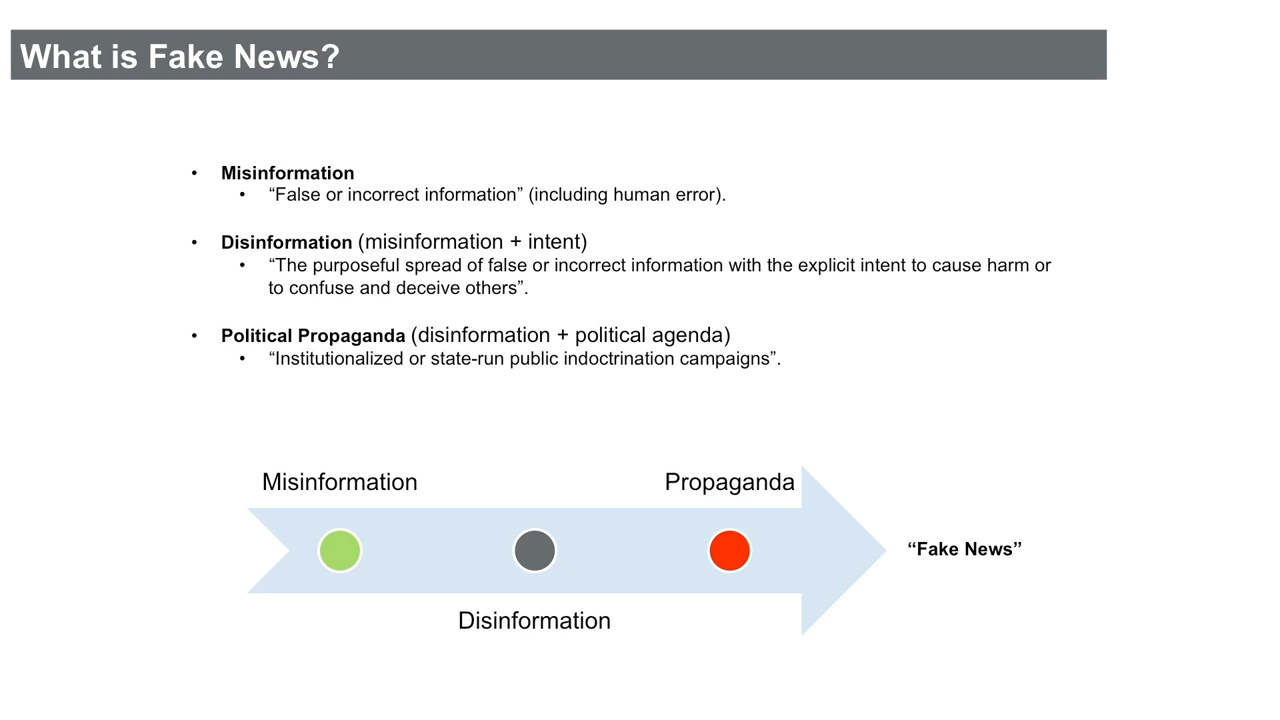 What is Fake News?
• Misinformation
• “False or incorrect information” (including human error).
• Disinformation (misinformation + intent)
• “The purposeful spread of false or incorrect information with the explicit intent to cause harm or
to confuse and deceive others”.
• Political Propaganda (disinformation + political agenda)
• “Institutionalized or state-run public indoctrination campaigns”.
Misinformation
Propaganda
“Fake News”
Disinformation